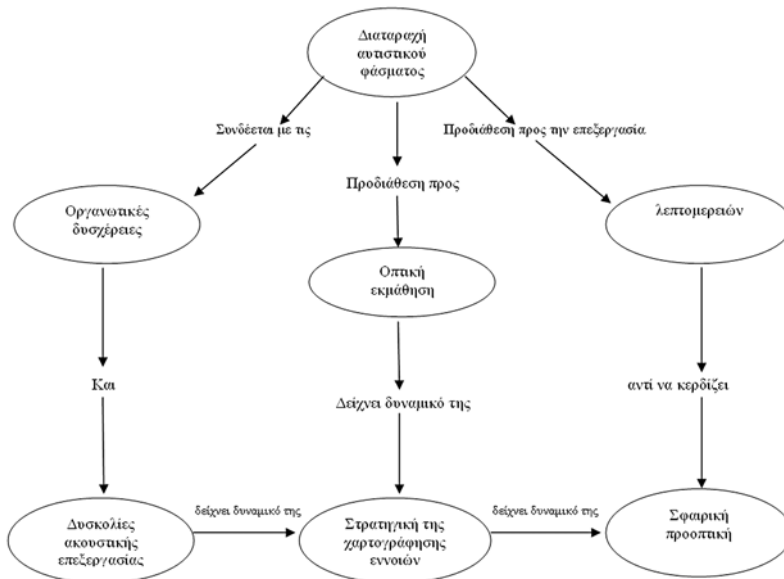 Διαταραχή
αυτιστικού
φάσματος
Συνδέεται με τις
Προδιάθεση προς την επεξεργασία
Προδιάθεση προς
Οργανωτικές
δυσχέρειες
λεπτομερειών
Οπτική
εκμάθηση
Και
Δείχνει δυναμικό της
αντί να κερδίζει
Δυσκολίες
ακουστικής
επεξεργασίας
δείχνει δυναμικό της
Στρατηγική της
χαρτογράφησης
εννοιών
δείχνει δυναμικό της
Σφαιρική
προοπτική